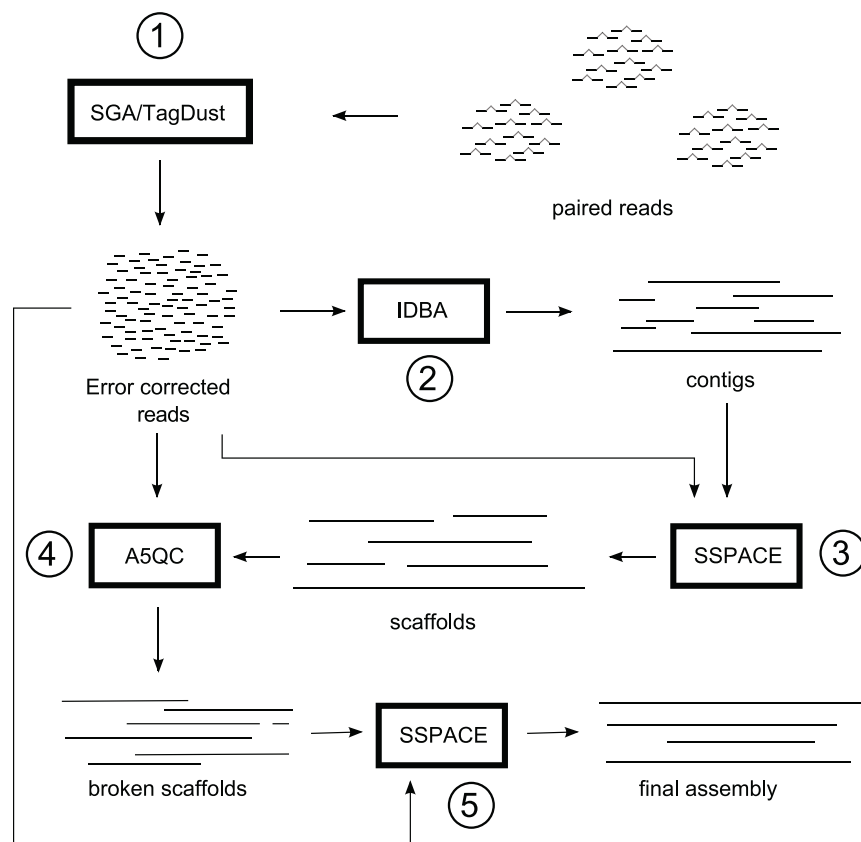 1
SGA/TagDust
paired reads
IDBA
2
Error corrected
reads
contigs
4
A5QC
SSPACE
3
scaffolds
broken scaffolds
SSPACE
5
final assembly